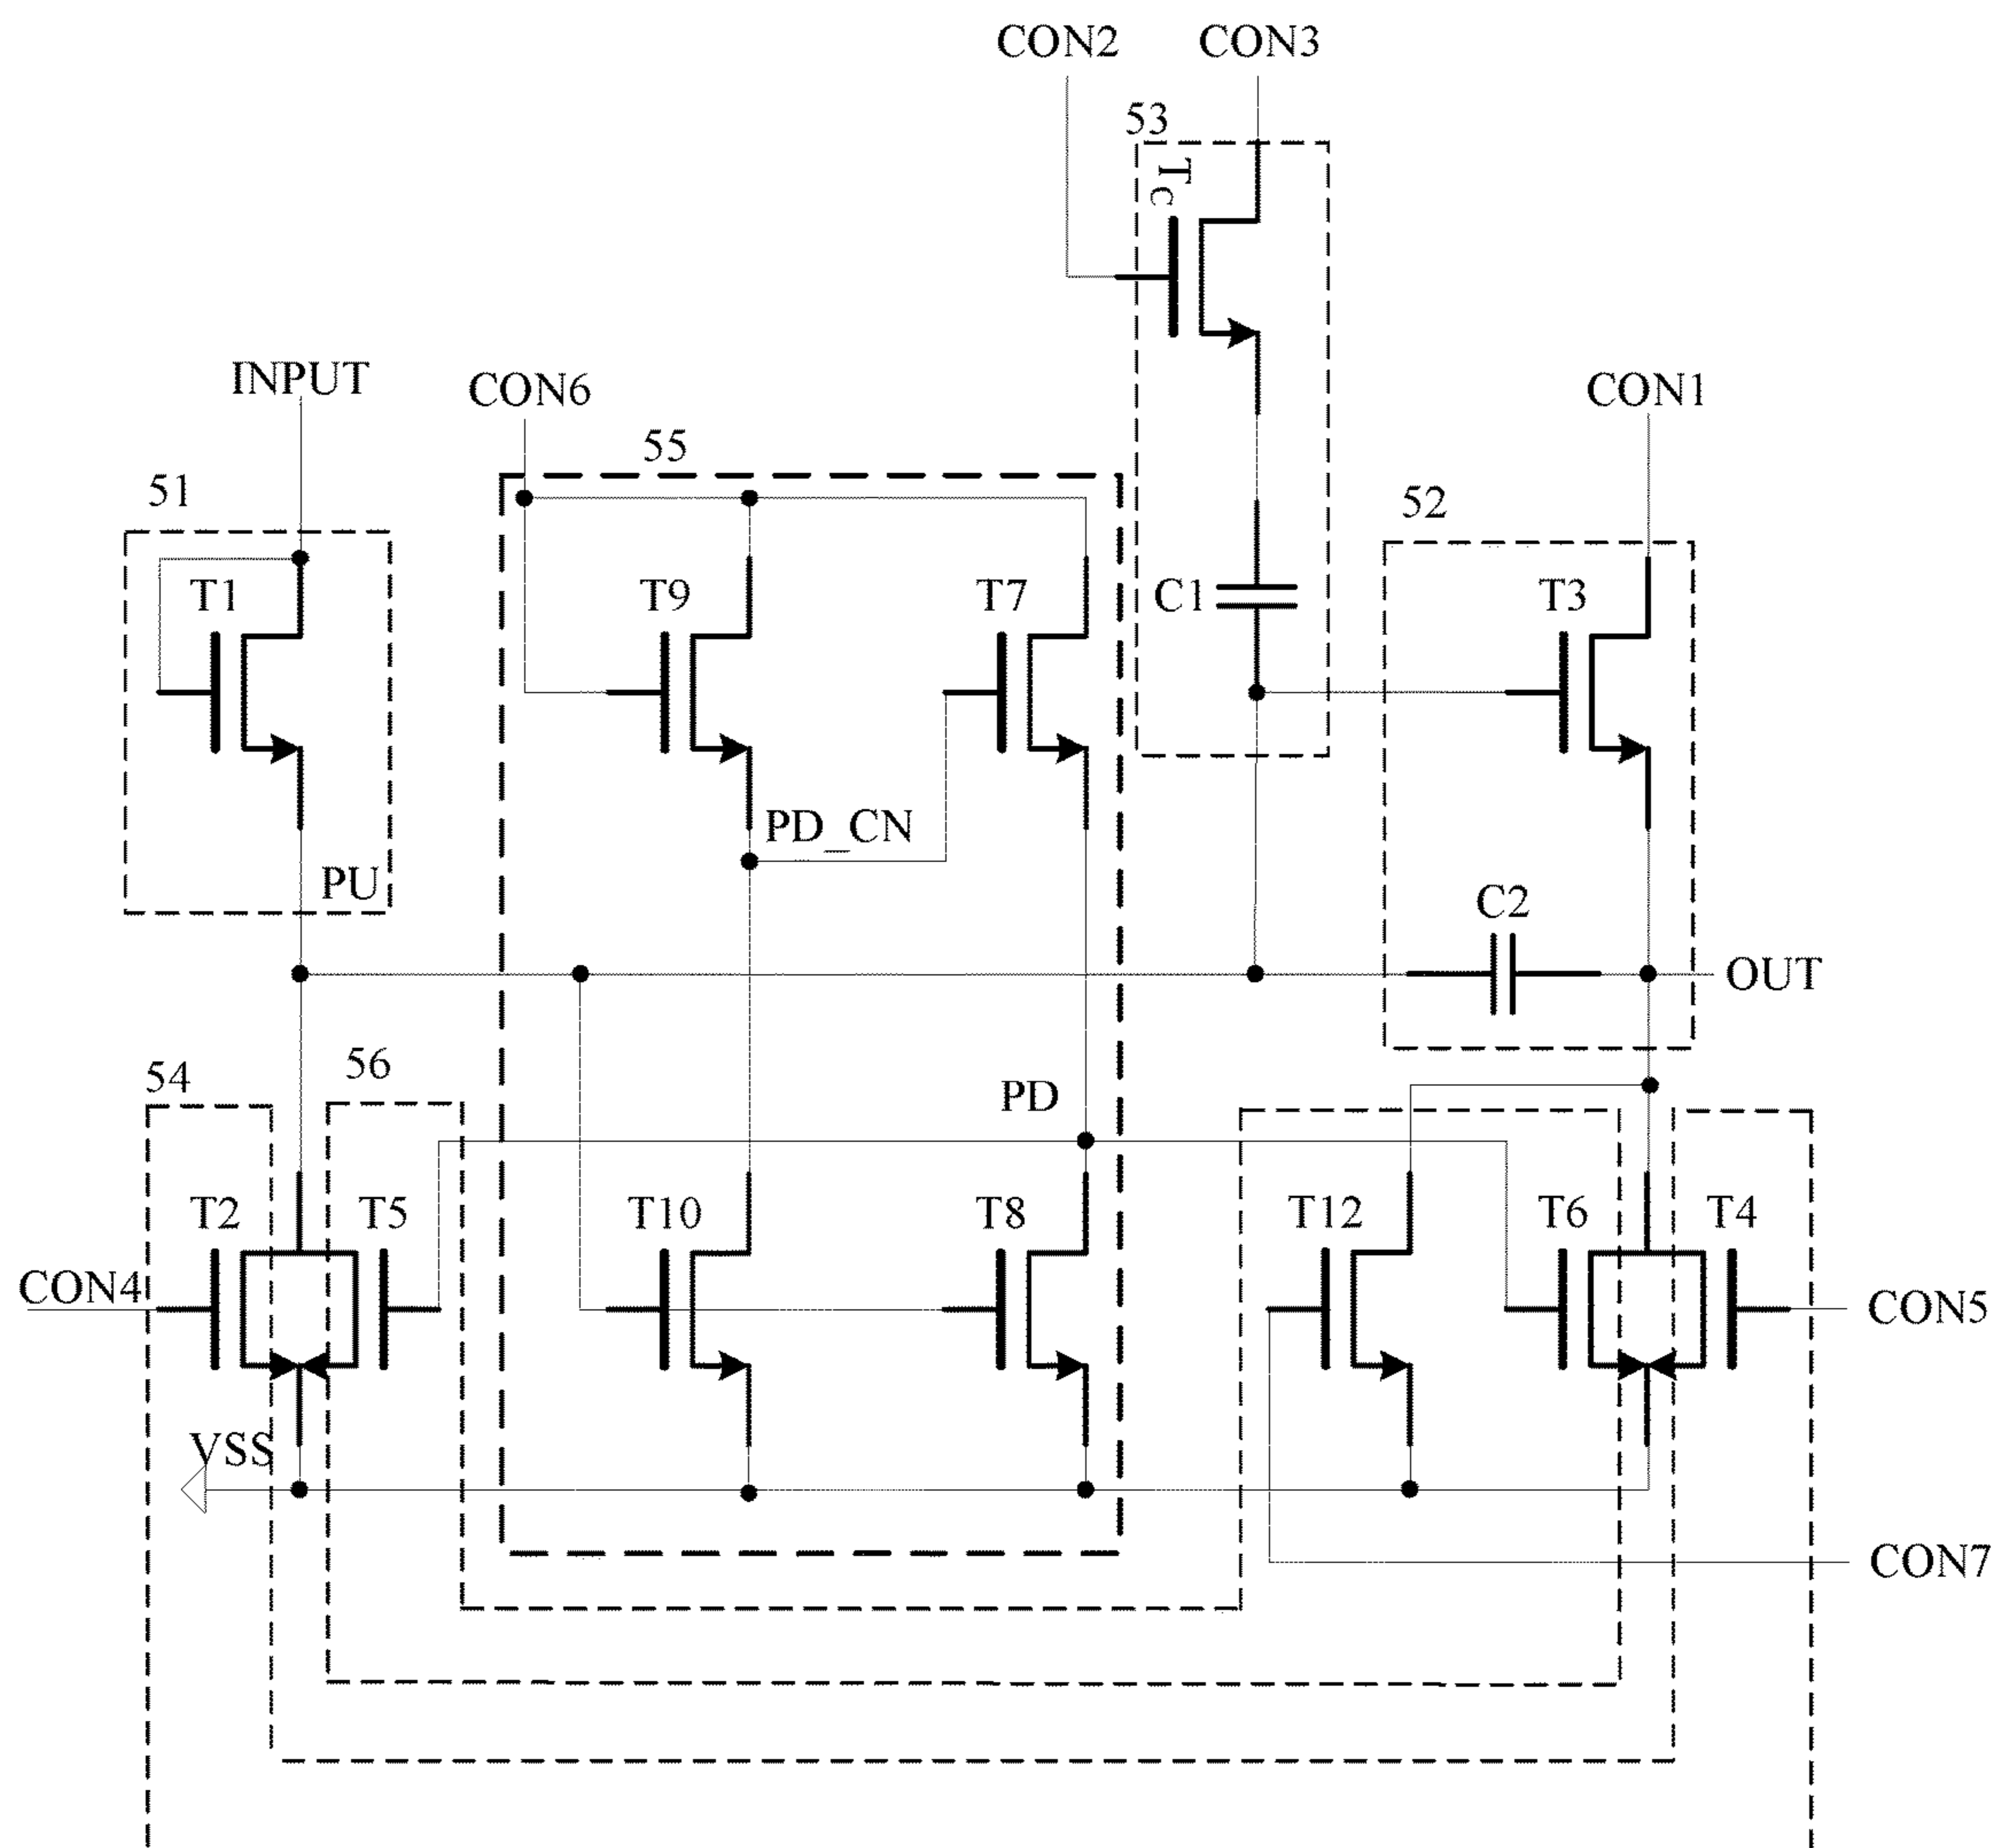 CON2 CON3
53
Tc
INPUT
CON6
CON1
55
51
52
T1
T9
T7
C1
T3
PD_CN
PU
C2
OUT
54
56
PD
T2
T5
T10
T8
T12
T6
T4
CON4
CON5
VSS
CON7